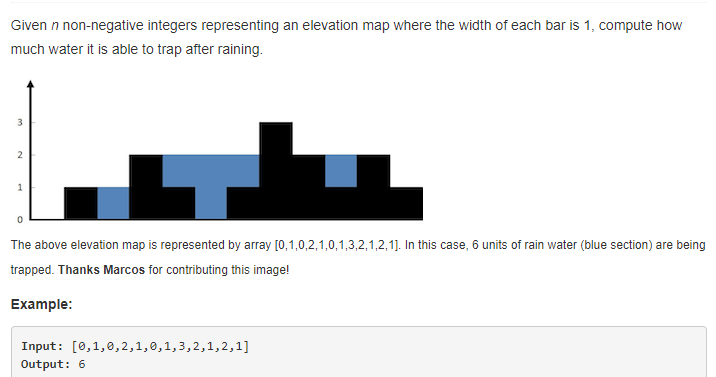 Given n non-negative integers representing an elevation map where the width of each bar is 1, compute how
much water it is able to trap after raining.
3
2
1
0
The above elevation map is represented by array [0,1,0,2,1,0,1,3,2,1,2,1]. In this case, 6 units of rain water (blue section) are being
trapped. Thanks Marcos for contributing this image!
Example:
Input: [0,1,0,2,1,0,1,3,2,1,2,1]
Output: 6